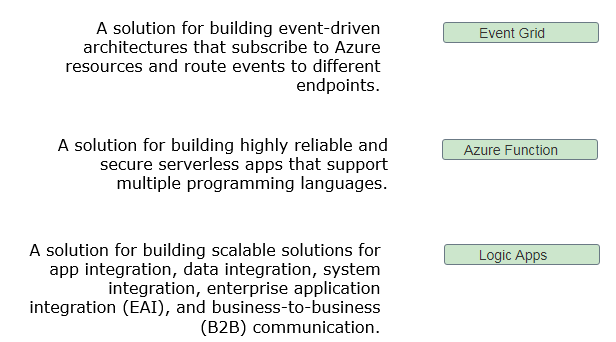 A solution for building event-driven
architectures that subscribe to Azure
resources and route events to different
endpoints.
Event Grid
A solution for building highly reliable and
secure serverless apps that support
multiple programming languages.
Azure Function
A solution for building scalable solutions for
app integration, data integration, system
integration, enterprise application
integration (EAI), and business-to-business
(B2B) communication.
Logic Apps